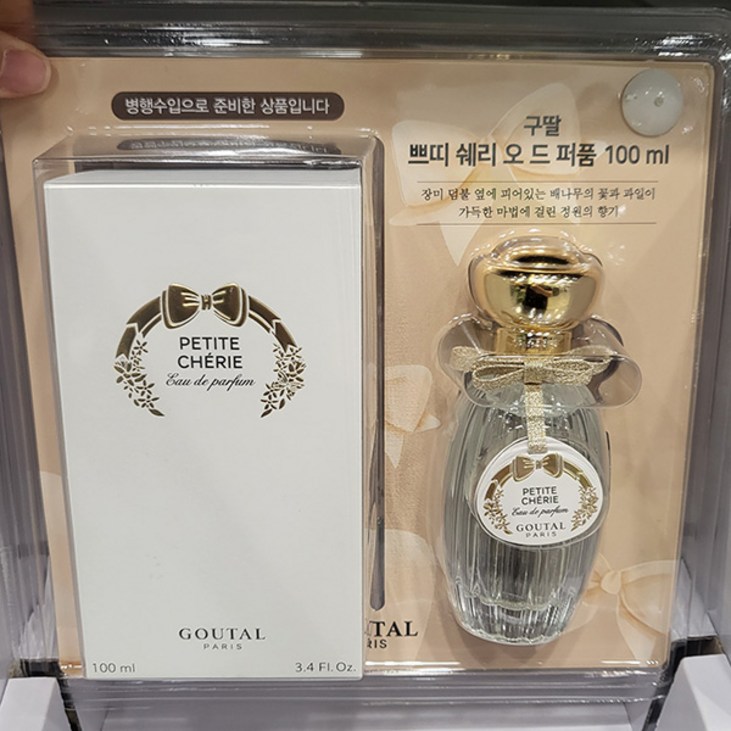 병행수입으로 준비한 상품입니다
구딸
쁘띠 쉐리 오 드 퍼품 100 ml
장미 덤불 옆에 피어있는 배나무의 꽃과 과일이
가득한 마법에 걸린 정원의 향기
PETITE
CHÉRIE
Eau de parfum
GOUTAL
PARIS
100 ml
3.4 Fl. Oz.
PETITE
CHÉRIE
Eau de parfum
GOUTAL
PARIS